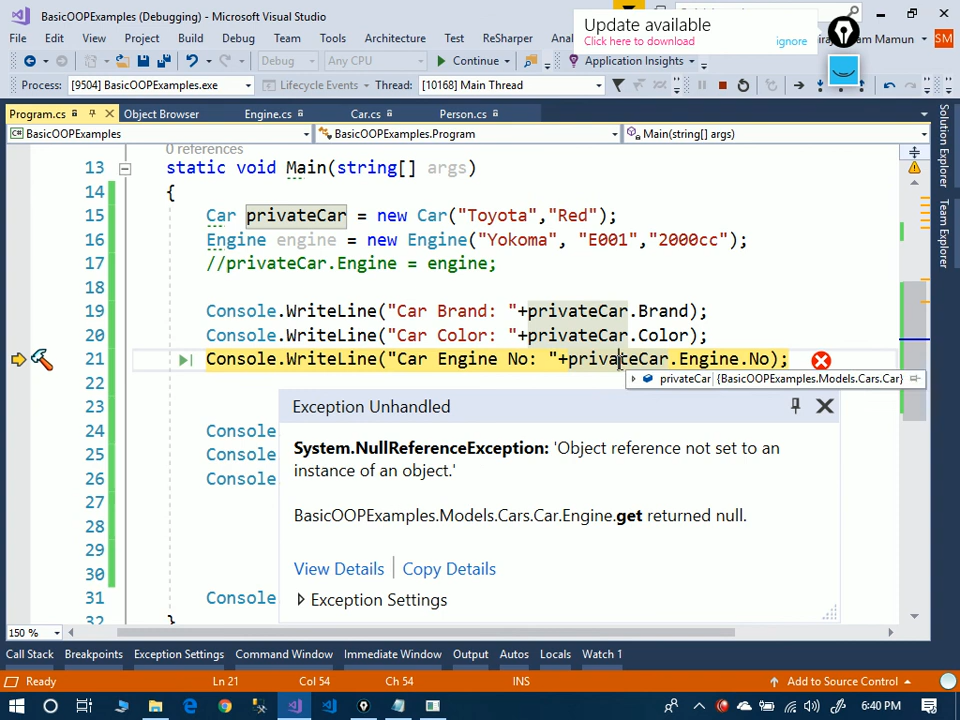 BasicOOPExamples (Debugging) - Microsoft Visual Studio
Update available
Click here to download
ignore
File Edit View Project Build Debug Team Tools Architecture Test ReSharper
am Mamun SM
Debug Any CPU Continue Application Insights
Process: [9504] BasicOOPExamples.exe Lifecycle Events Thread: [10168] Main Thread
Program.cs Object Browser Engine.cs Car.cs Person.cs
BasicOOPExamples BasicOOPExamples.Program Main(string[] args)
Solution Explorer
Team Explorer
0 references
13 static void Main(string[] args)
14 {
15 Car privateCar = new Car("Toyota","Red");
16 Engine engine = new Engine("Yokoma", "E001","2000cc");
17 //privateCar.Engine = engine;
18
19 Console.WriteLine("Car Brand: "+privateCar.Brand);
20 Console.WriteLine("Car Color: "+privateCar.Color);
21 Console.WriteLine("Car Engine No: "+privateCar.Engine.No);
privateCar {BasicOOPExamples.Models.Cars.Car}
22
23
24 Console
25 Console
26 Console
27
28
29
30
31 Console
32 }
Exception Unhandled
System.NullReferenceException: 'Object reference not set to an
instance of an object.'
BasicOOPExamples.Models.Cars.Car.Engine.get returned null.
View Details | Copy Details
Exception Settings
150 %
Call Stack Breakpoints Exception Settings Command Window Immediate Window Output Autos Locals Watch 1
Ready Ln 21 Col 54 Ch 54 INS Add to Source Control
6:40 PM